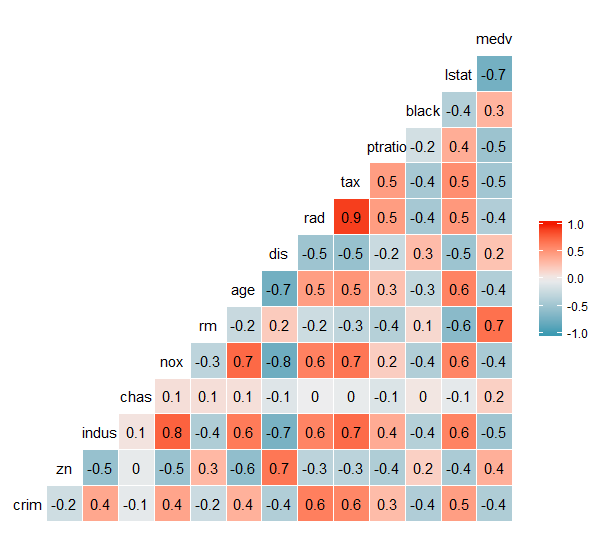 medv
lstat -0.7
black -0.4 0.3
ptratio -0.2 0.4 -0.5
tax 0.5 -0.4 0.5 -0.5
rad 0.9 0.5 -0.4 0.5 -0.4
dis -0.5 -0.5 -0.2 0.3 -0.5 0.2
age -0.7 0.5 0.5 0.3 -0.3 0.6 -0.4
rm -0.2 0.2 -0.2 -0.3 -0.4 0.1 -0.6 0.7
nox -0.3 0.7 -0.8 0.6 0.7 0.2 -0.4 0.6 -0.4
chas 0.1 0.1 0.1 -0.1 0 0 -0.1 0 -0.1 0.2
indus 0.1 0.8 -0.4 0.6 -0.7 0.6 0.7 0.4 -0.4 0.6 -0.5
zn -0.5 0 -0.5 0.3 -0.6 0.7 -0.3 -0.3 -0.4 0.2 -0.4 0.4
crim -0.2 0.4 -0.1 0.4 -0.2 0.4 -0.4 0.6 0.6 0.3 -0.4 0.5 -0.4
1.0
0.5
0.0
-0.5
-1.0